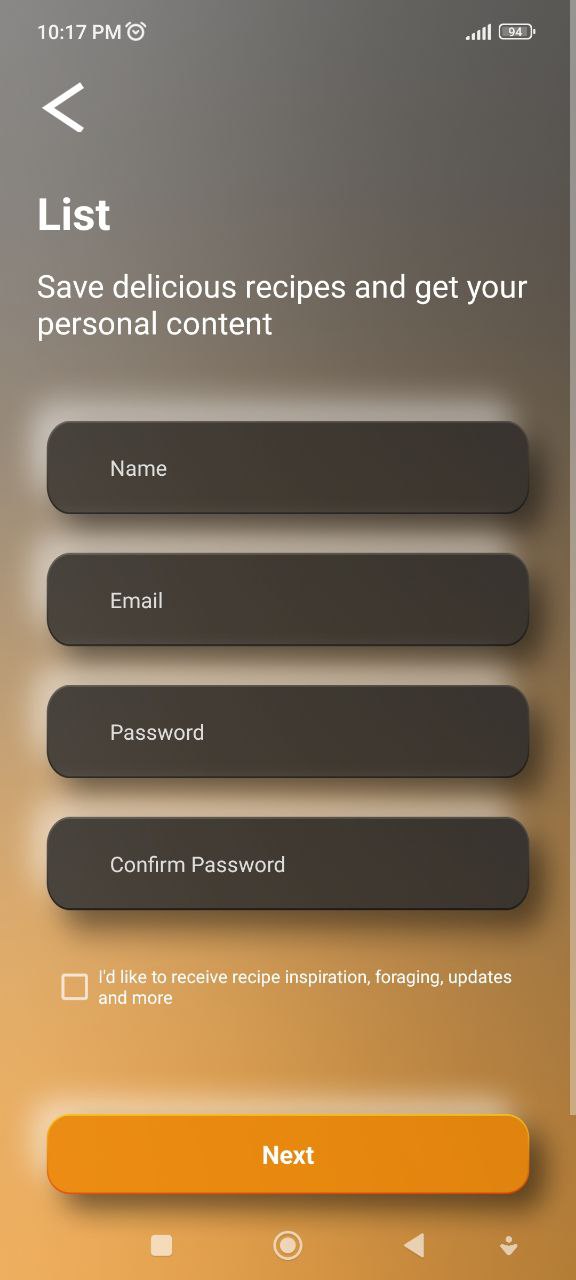 10:17 PM
94
List
Save delicious recipes and get your
personal content
Name
Email
Password
Confirm Password
I'd like to receive recipe inspiration, foraging, updates
and more
Next